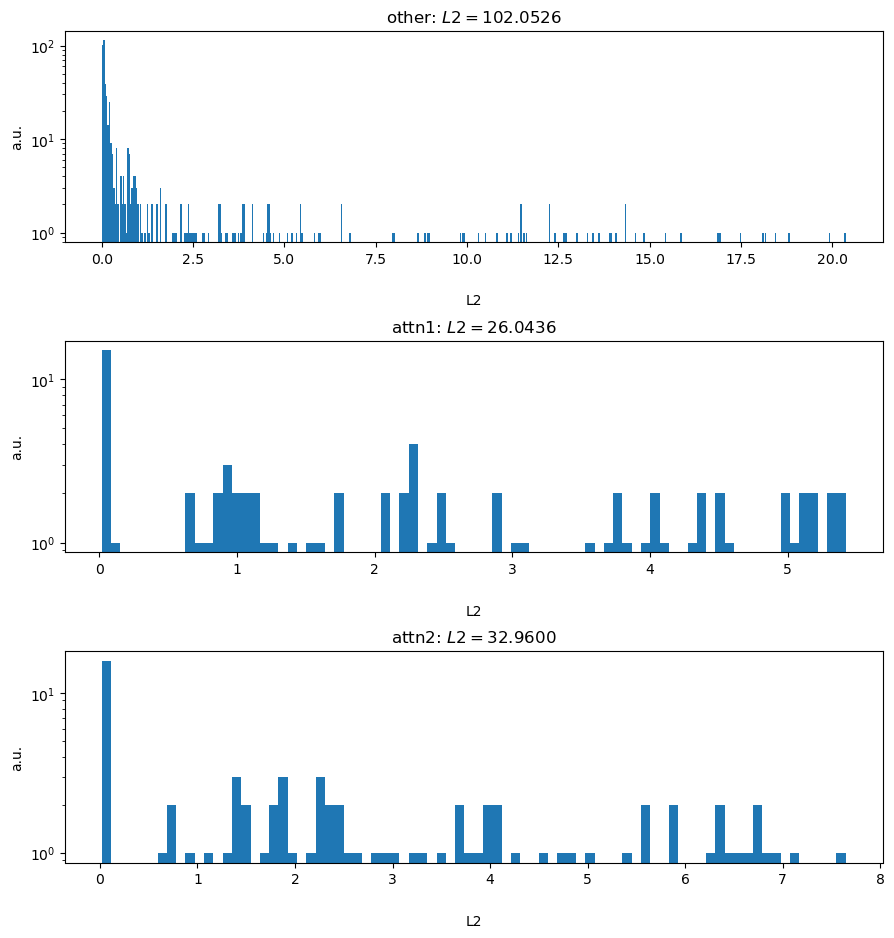 other: L2 = 102.0526
10²
10¹
10⁰
a.u.
0.0 2.5 5.0 7.5 10.0 12.5 15.0 17.5 20.0
L2
attn1: L2 = 26.0436
10¹
10⁰
a.u.
0 1 2 3 4 5
L2
attn2: L2 = 32.9600
10¹
10⁰
a.u.
0 1 2 3 4 5 6 7 8
L2